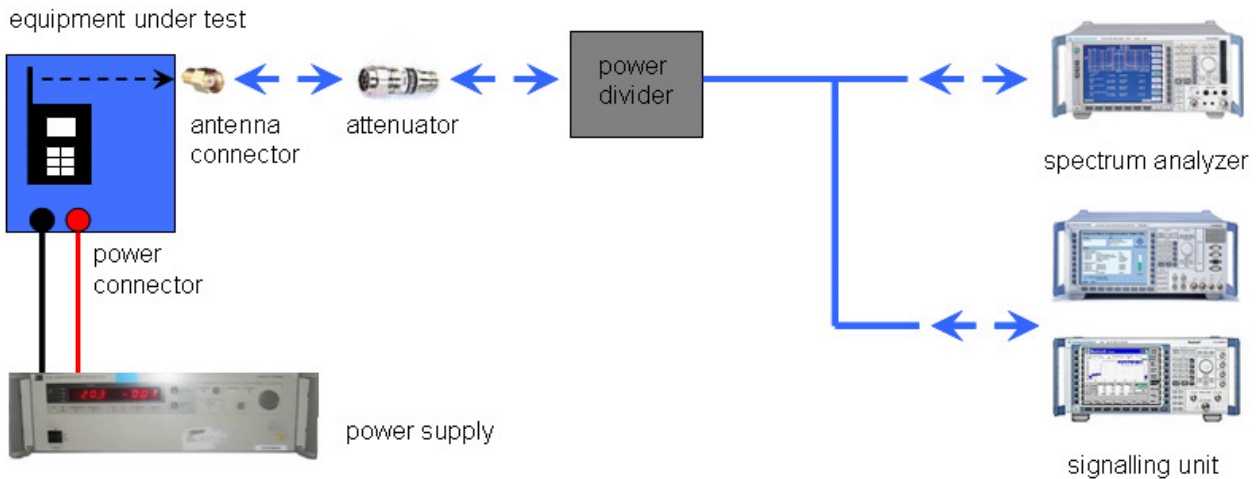 equipment under test
power
divider
antenna
connector
attenuator
spectrum analyzer
power
connector
power supply
signalling unit